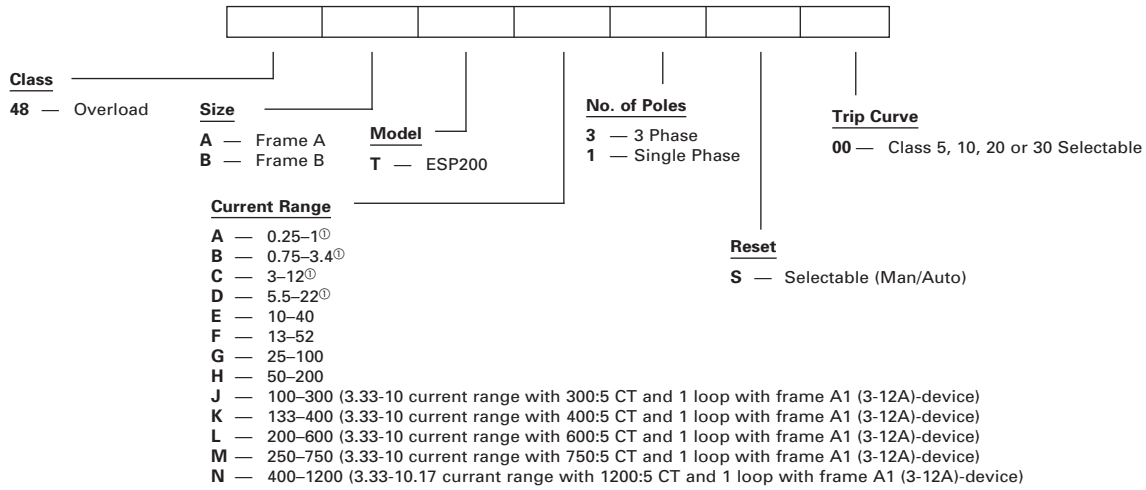 Class
48 — Overload
Size
A — Frame A
B — Frame B
Model
T — ESP200
Current Range
A — 0.25–1①
B — 0.75–3.4①
C — 3–12①
D — 5.5–22①
E — 10–40
F — 13–52
G — 25–100
H — 50–200
J — 100–300 (3.33-10 current range with 300:5 CT and 1 loop with frame A1 (3-12A)-device)
K — 133–400 (3.33-10 current range with 400:5 CT and 1 loop with frame A1 (3-12A)-device)
L — 200–600 (3.33-10 current range with 600:5 CT and 1 loop with frame A1 (3-12A)-device)
M — 250–750 (3.33-10 current range with 750:5 CT and 1 loop with frame A1 (3-12A)-device)
N — 400–1200 (3.33-10.17 currant range with 1200:5 CT and 1 loop with frame A1 (3-12A)-device)
No. of Poles
3 — 3 Phase
1 — Single Phase
Reset
S — Selectable (Man/Auto)
Trip Curve
00 — Class 5, 10, 20 or 30 Selectable